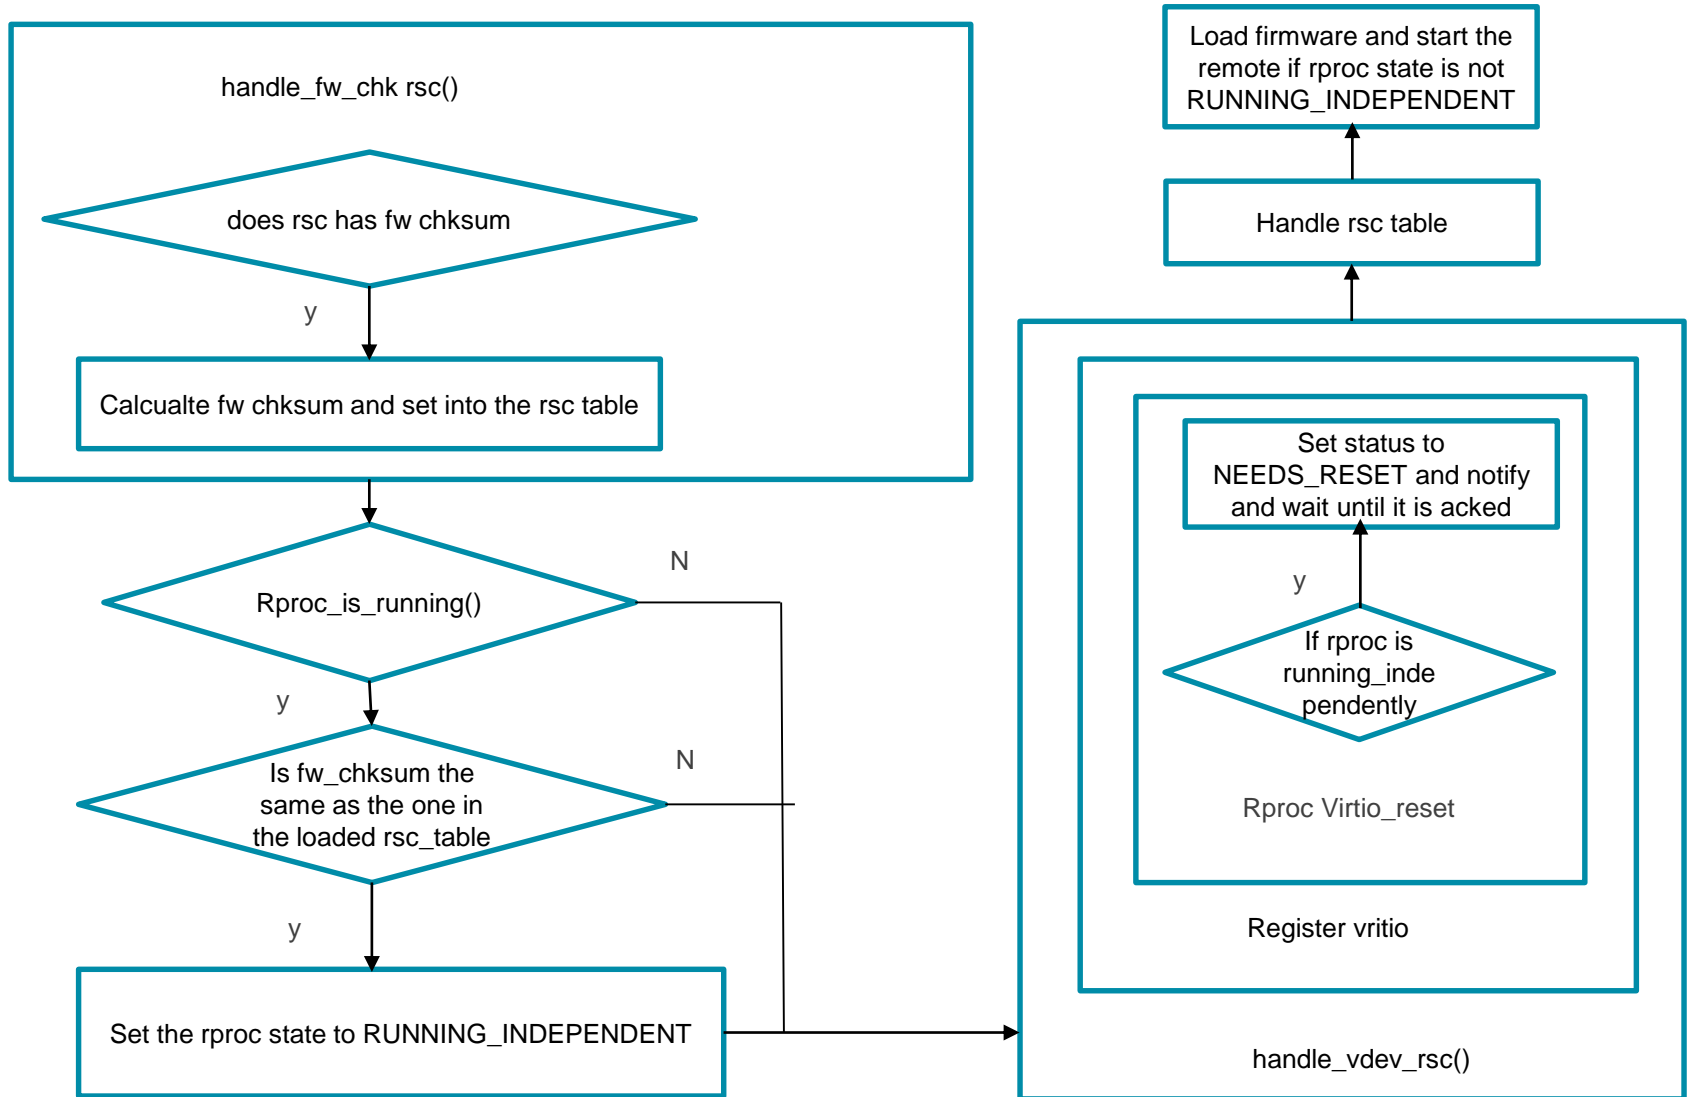 handle_fw_chk rsc()
does rsc has fw chksum
y
Calcualte fw chksum and set into the rsc table
Rproc_is_running()
N
y
Is fw_chksum the
same as the one in
the loaded rsc_table
N
y
Set the rproc state to RUNNING_INDEPENDENT
Load firmware and start the
remote if rproc state is not
RUNNING_INDEPENDENT
Handle rsc table
Set status to
NEEDS_RESET and notify
and wait until it is acked
y
If rproc is
running_inde
pendently
Rproc Virtio_reset
Register vritio
handle_vdev_rsc()